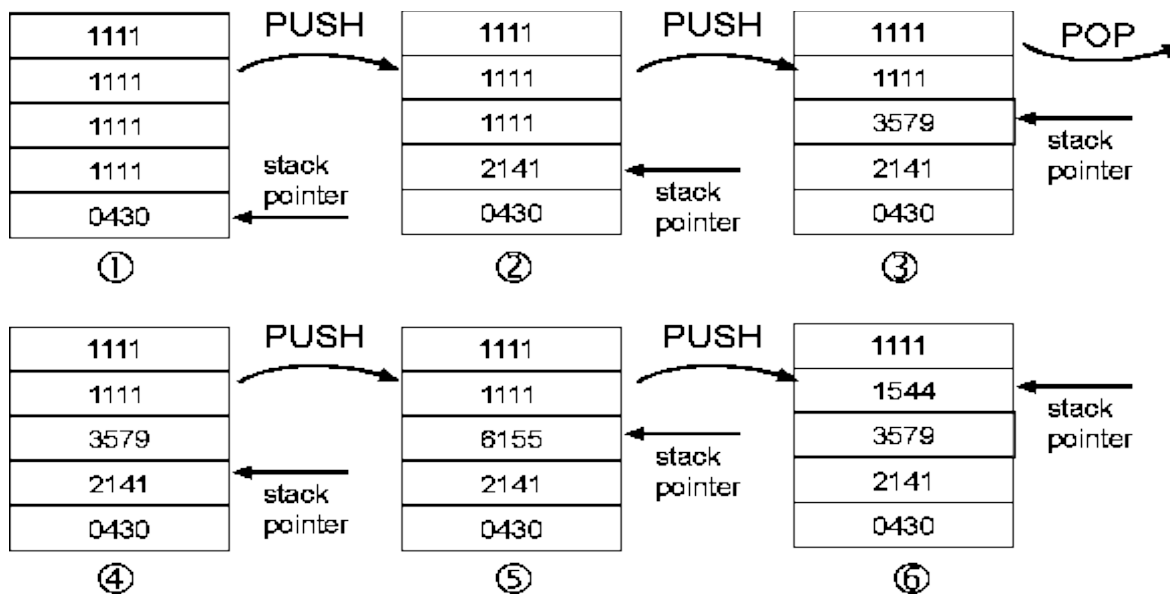 PUSH
PUSH
POP
1111
1111
1111
1111
0430
stack
pointer
①
1111
1111
1111
2141
0430
stack
pointer
②
1111
1111
3579
2141
0430
stack
pointer
③
PUSH
PUSH
1111
1111
3579
2141
0430
stack
pointer
④
1111
1111
6155
2141
0430
stack
pointer
⑤
1111
1544
3579
2141
0430
stack
pointer
⑥